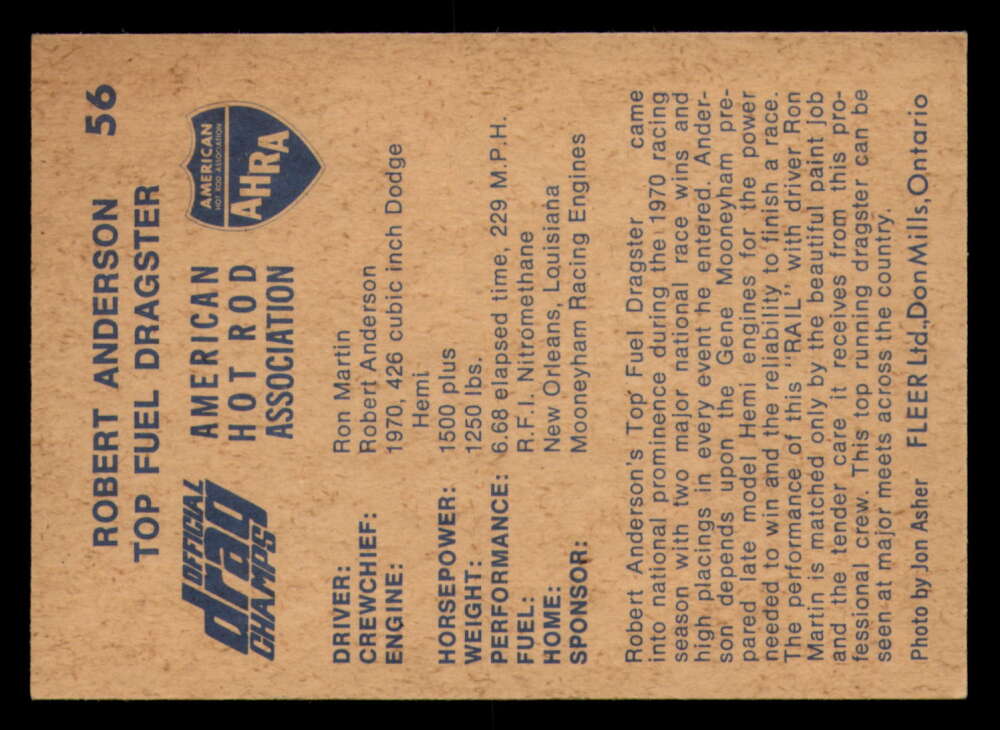 ROBERT ANDERSON 56
TOP FUEL DRAGSTER
OFFICIAL
drag
CHAMPS
AMERICAN
HOT ROD
ASSOCIATION
AMERICAN
HOT ROD ASSOCIATION
AHRA
DRIVER: Ron Martin
CREWCHIEF: Robert Anderson
ENGINE: 1970, 426 cubic inch Dodge
Hemi
HORSEPOWER: 1500 plus
WEIGHT: 1250 lbs.
PERFORMANCE: 6.68 elapsed time, 229 M.P.H.
FUEL: R.F.I. Nitromethane
HOME: New Orleans, Louisiana
SPONSOR: Mooneyham Racing Engines
Robert Anderson's Top Fuel Dragster came
into national prominence during the 1970 racing
season with two major national race wins and
high placings in every event he entered. Ander-
son depends upon the Gene Mooneyham pre-
pared late model Hemi engines for the power
needed to win and the reliability to finish a race.
The performance of this "RAIL" with driver Ron
Martin is matched only by the beautiful paint job
and the tender care it receives from this pro-
fessional crew. This top running dragster can be
seen at major meets across the country.
Photo by Jon Asher FLEER Ltd., Don Mills, Ontario